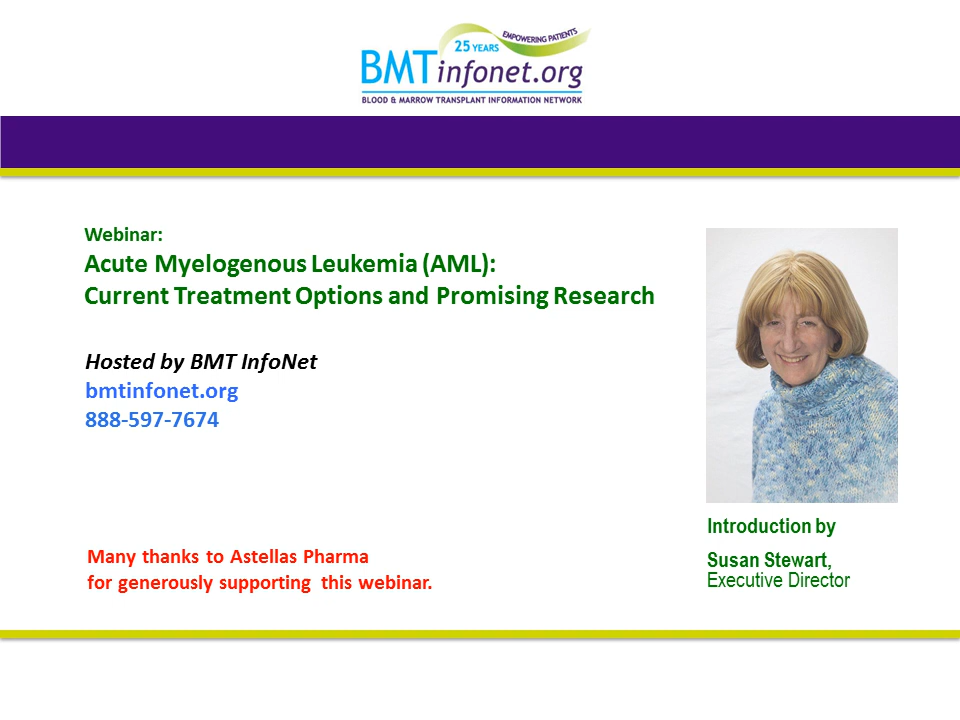 25 YEARS EMPOWERING PATIENTS
BMTinfonet.org
BLOOD & MARROW TRANSPLANT INFORMATION NETWORK
Webinar:
Acute Myelogenous Leukemia (AML):
Current Treatment Options and Promising Research
Hosted by BMT InfoNet
bmtinfonet.org
888-597-7674
Many thanks to Astellas Pharma
for generously supporting this webinar.
Introduction by
Susan Stewart,
Executive Director